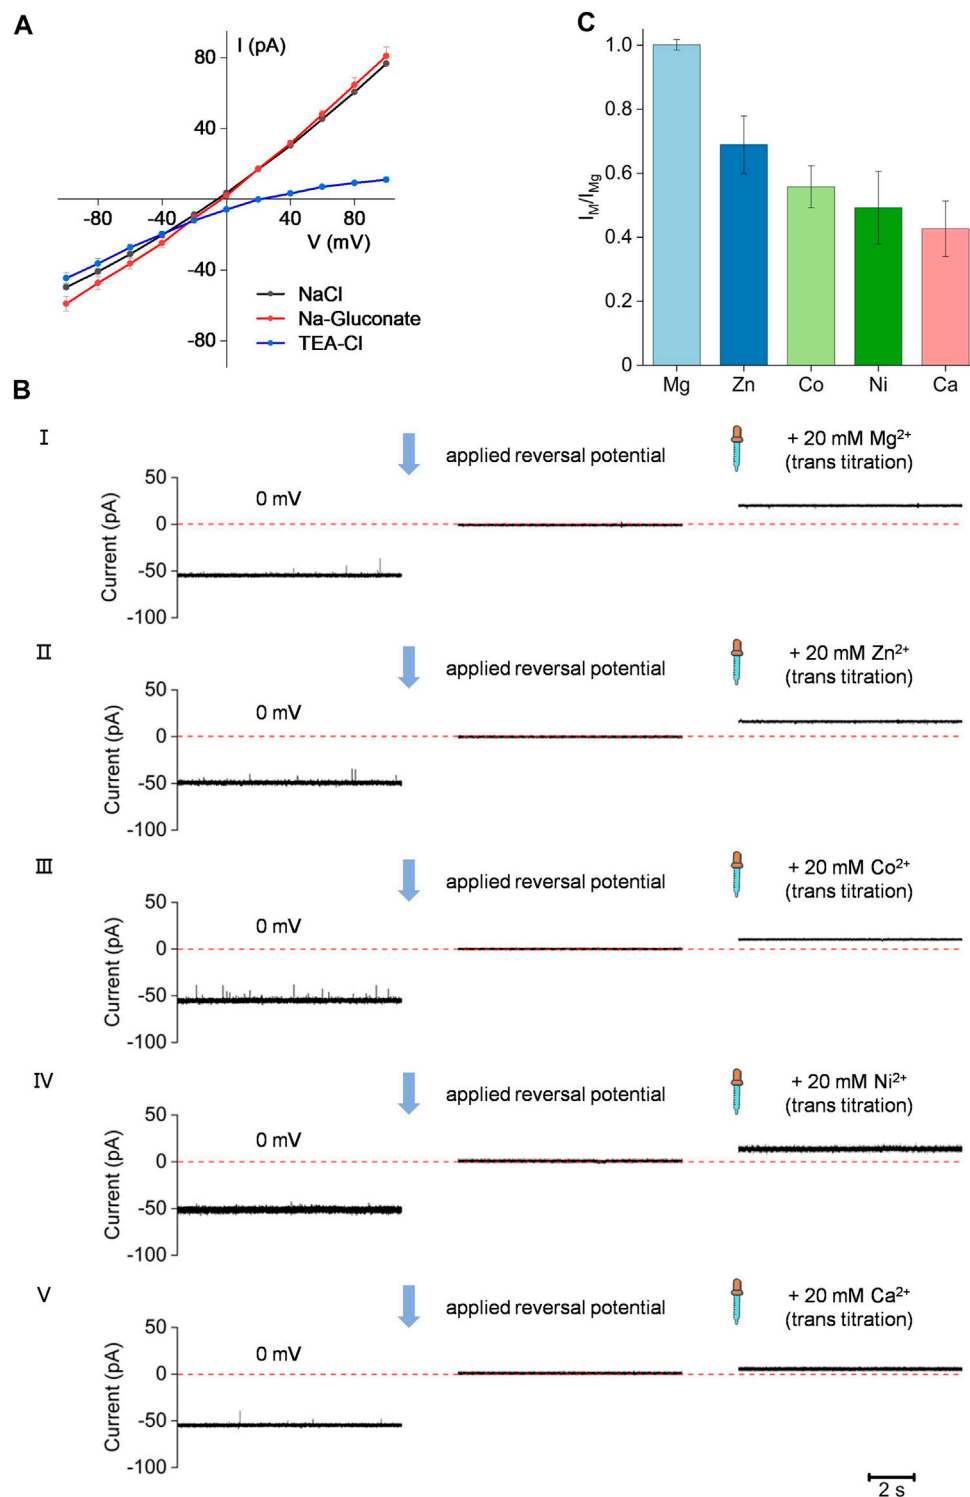 A
I (pA)
80
40
-80
-40
40
80
V (mV)
-40
-80
NaCl
Na-Gluconate
TEA-Cl
C
I_M/I_Mg
1.0
0.8
0.6
0.4
0.2
0
Mg
Zn
Co
Ni
Ca
B
I
applied reversal potential
+ 20 mM Mg²⁺
(trans titration)
Current (pA)
50
0
-50
-100
0 mV
II
applied reversal potential
+ 20 mM Zn²⁺
(trans titration)
Current (pA)
50
0
-50
-100
0 mV
III
applied reversal potential
+ 20 mM Co²⁺
(trans titration)
Current (pA)
50
0
-50
-100
0 mV
IV
applied reversal potential
+ 20 mM Ni²⁺
(trans titration)
Current (pA)
50
0
-50
-100
0 mV
V
applied reversal potential
+ 20 mM Ca²⁺
(trans titration)
Current (pA)
50
0
-50
-100
0 mV
2 s